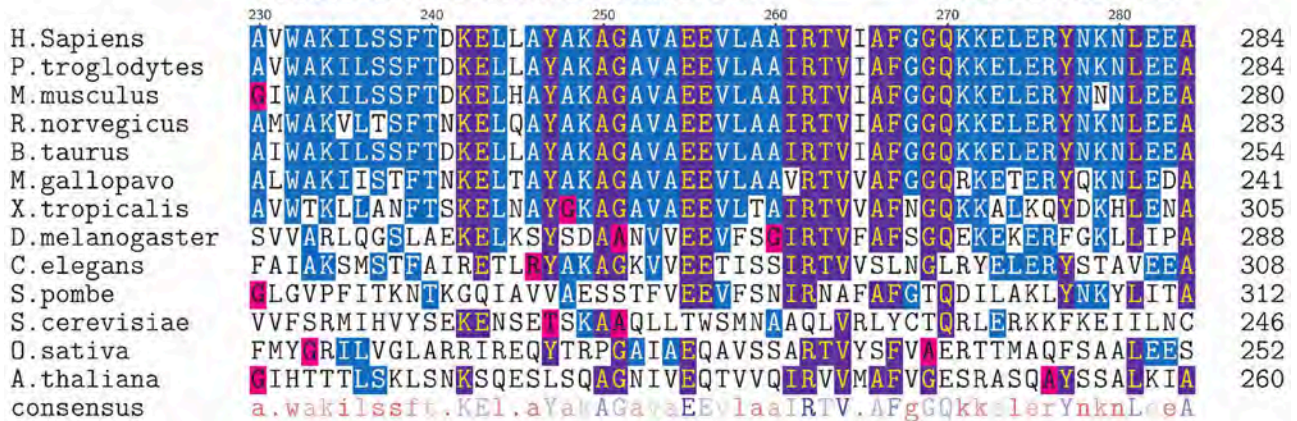 230 240 250 260 270 280
H.Sapiens AVWAKILSSFTDKELLAYAKAGAVAEEVLAAIRTVIAFGGQKKELERYNKNLEEA 284
P.troglodytes AVWAKILSSFTDKELLAYAKAGAVAEEVLAAIRTVIAFGGQKKELERYNKNLEEA 284
M.musculus GIWAKILSSFTDKELHAYAKAGAVAEEVLAAIRTVIAFGGQKKELERYNNNLEEA 280
R.norvegicus AMWAKVLTSFTNKELQAYAKAGAVAEEVLAAIRTVIAFGGQKKELERYNKNLEEA 283
B.taurus AIWAKILSSFTDKELLAYAKAGAVAEEVLAAIRTVIAFGGQKKELERYNKNLEEA 254
M.gallopavo ALWAKIISTFTNKELTAYAKAGAVAEEVLAAVRTVVAFGGQRKETERYQKNLEDA 241
X.tropicalis AVWTKLLANFTSKELNAYGKAGAVAEEVLTAIRTVVAFNGQKKALKQYDKHLENA 305
D.melanogaster SVVARLQGSLAEKELKSYSDAANVVEEVFSGIRTVFAFSGQEKEKERFGKLLIPA 288
C.elegans FAIAKSMSTFAIRETLRYAKAGKVVEETISSIRTVVSLNGLRYELERYSTAVEEA 308
S.pombe GLGVPFITKNTKGQIAVVAESSTFVEEVFSNIRNAFAFGTQDILAKLYNKYLITA 312
S.cerevisiae VVFSRMIHVYSEKENSETSKAAQLLTWSMNAAQLVRLYCTQRLERKKFKEIILNC 246
O.sativa FMYGRILVGLARRIREQYTRPGAIAEQAVSSARTVYSFVAERTTMAQFSAALEES 252
A.thaliana GIHTTTLSKLSNKSQESLSQAGNIVEQTVVQIRVVMAFVGESRASQAYSSALKIA 260
consensus a.wakilssft.KEl.aYakAGavaEEvlaaIRTV.AFgGQkkelerYnknLeeA